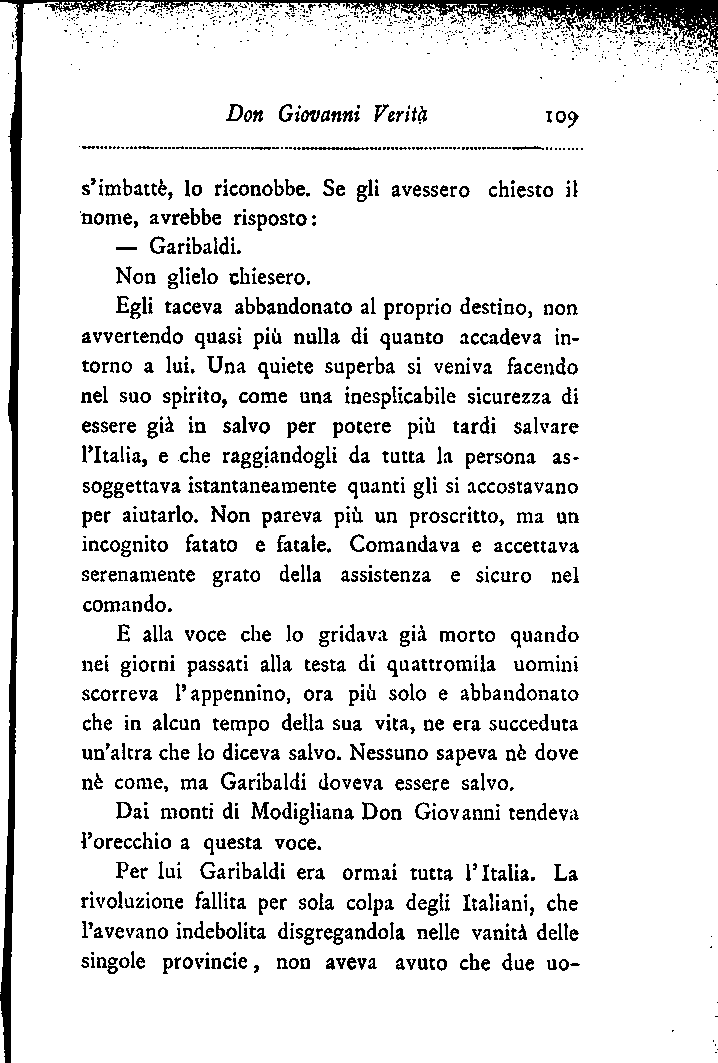 Don Giovanni Verità 109
s'imbattè, lo riconobbe. Se gli avessero chiesto il
nome, avrebbe risposto:
— Garibaldi.
Non glielo chiesero.
Egli taceva abbandonato al proprio destino, non
avvertendo quasi più nulla di quanto accadeva in-
torno a lui. Una quiete superba si veniva facendo
nel suo spirito, come una inesplicabile sicurezza di
essere già in salvo per potere più tardi salvare
l'Italia, e che raggiandogli da tutta la persona as-
soggettava istantaneamente quanti gli si accostavano
per aiutarlo. Non pareva più un proscritto, ma un
incognito fatato e fatale. Comandava e accettava
serenamente grato della assistenza e sicuro nel
comando.
E alla voce che lo gridava già morto quando
nei giorni passati alla testa di quattromila uomini
scorreva l'appennino, ora più solo e abbandonato
che in alcun tempo della sua vita, ne era succeduta
un'altra che lo diceva salvo. Nessuno sapeva nè dove
nè come, ma Garibaldi doveva essere salvo.
Dai monti di Modigliana Don Giovanni tendeva
l'orecchio a questa voce.
Per lui Garibaldi era ormai tutta l'Italia. La
rivoluzione fallita per sola colpa degli Italiani, che
l'avevano indebolita disgregandola nelle vanità delle
singole provincie, non aveva avuto che due uo-